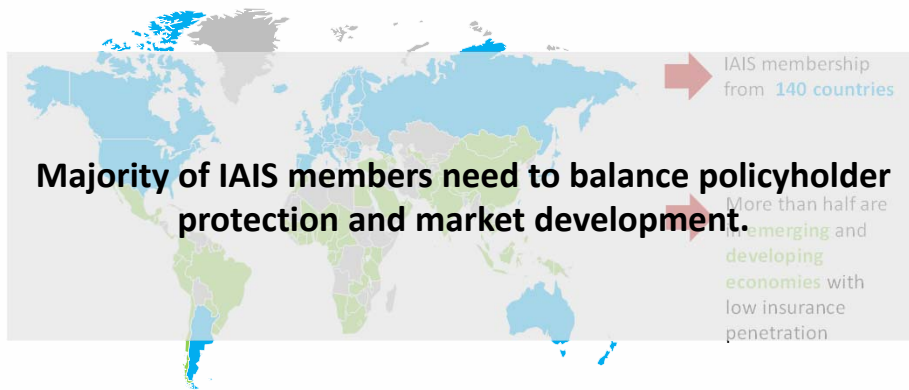 IAIS membership
from 140 countries
Majority of IAIS members need to balance policyholder
protection and market development.
More than half are
in emerging and
developing
economies with
low insurance
penetration